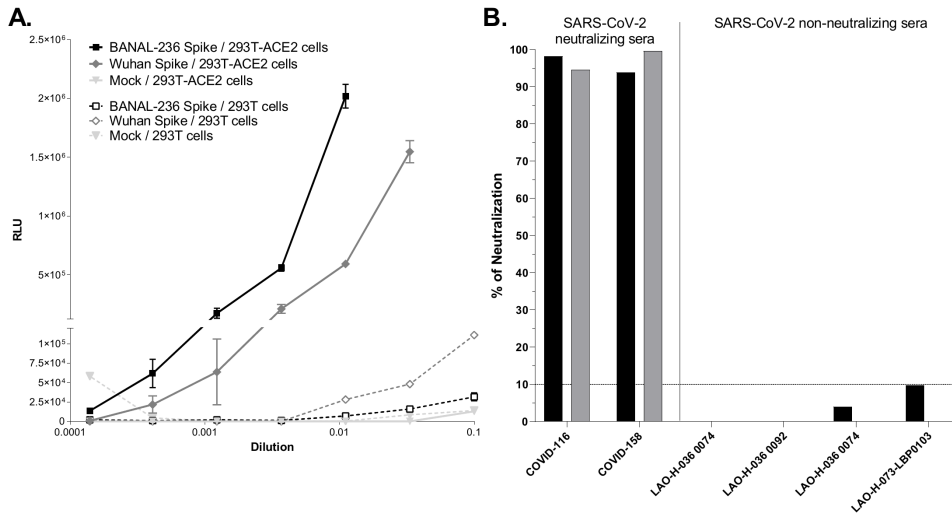 A.
BANAL-236 Spike / 293T-ACE2 cells
Wuhan Spike / 293T-ACE2 cells
Mock / 293T-ACE2 cells
BANAL-236 Spike / 293T cells
Wuhan Spike / 293T cells
Mock / 293T cells
RLU
2.5×10⁶
2×10⁶
1.5×10⁶
1×10⁶
5×10⁵
1×10⁵
7.5×10⁴
5×10⁴
2.5×10⁴
0
0.0001
0.001
0.01
0.1
Dilution
B.
SARS-CoV-2
neutralizing sera
SARS-CoV-2 non-neutralizing sera
% of Neutralization
100
90
80
70
60
50
40
30
20
10
0
COVID-116
COVID-158
LAO-H-036 0074
LAO-H-036 0092
LAO-H-036 0074
LAO-H-073-LBP0103